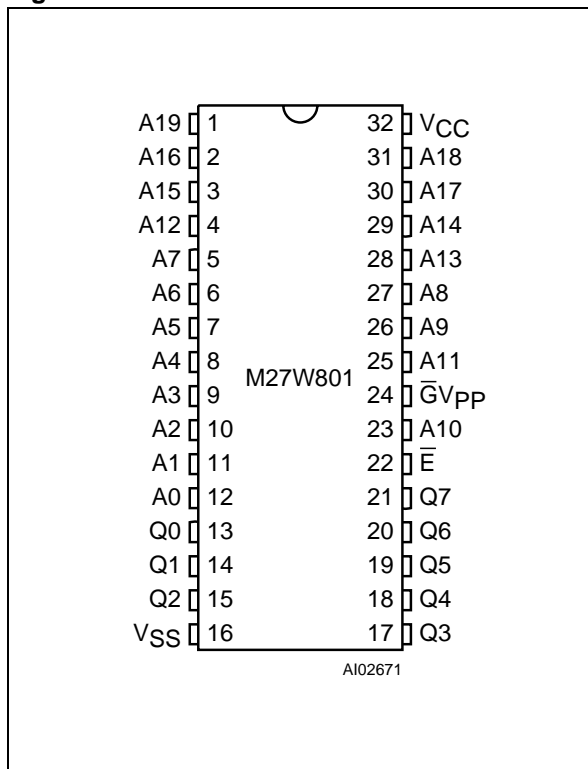 A19 1 32 VCC
A16 2 31 A18
A15 3 30 A17
A12 4 29 A14
A7 5 28 A13
A6 6 27 A8
A5 7 26 A9
A4 8 25 A11
M27W801
A3 9 24 G̅VPP
A2 10 23 A10
A1 11 22 E̅
A0 12 21 Q7
Q0 13 20 Q6
Q1 14 19 Q5
Q2 15 18 Q4
VSS 16 17 Q3
AI02671